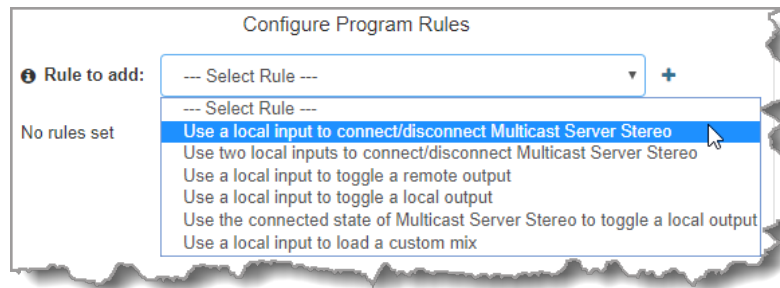 Configure Program Rules
Rule to add: --- Select Rule ---
--- Select Rule ---
No rules set
Use a local input to connect/disconnect Multicast Server Stereo
Use two local inputs to connect/disconnect Multicast Server Stereo
Use a local input to toggle a remote output
Use a local input to toggle a local output
Use the connected state of Multicast Server Stereo to toggle a local output
Use a local input to load a custom mix